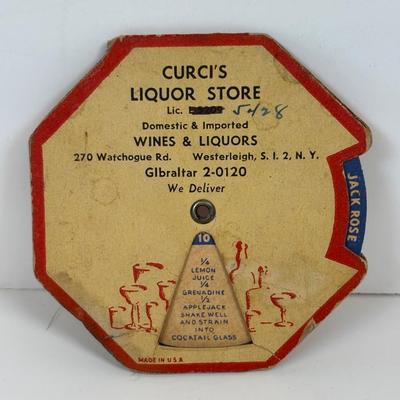 CURCI'S
LIQUOR STORE
Lic. 5428
Domestic & Imported
WINES & LIQUORS
270 Watchogue Rd. Westerleigh, S. I. 2, N. Y.
GIbraltar 2-0120
We Deliver
JACK ROSE
10
1/4
LEMON
JUICE
1/4
GRENADINE
1/2
APPLEJACK
SHAKE WELL
AND STRAIN
INTO
COCKTAIL GLASS
MADE IN U.S.A.